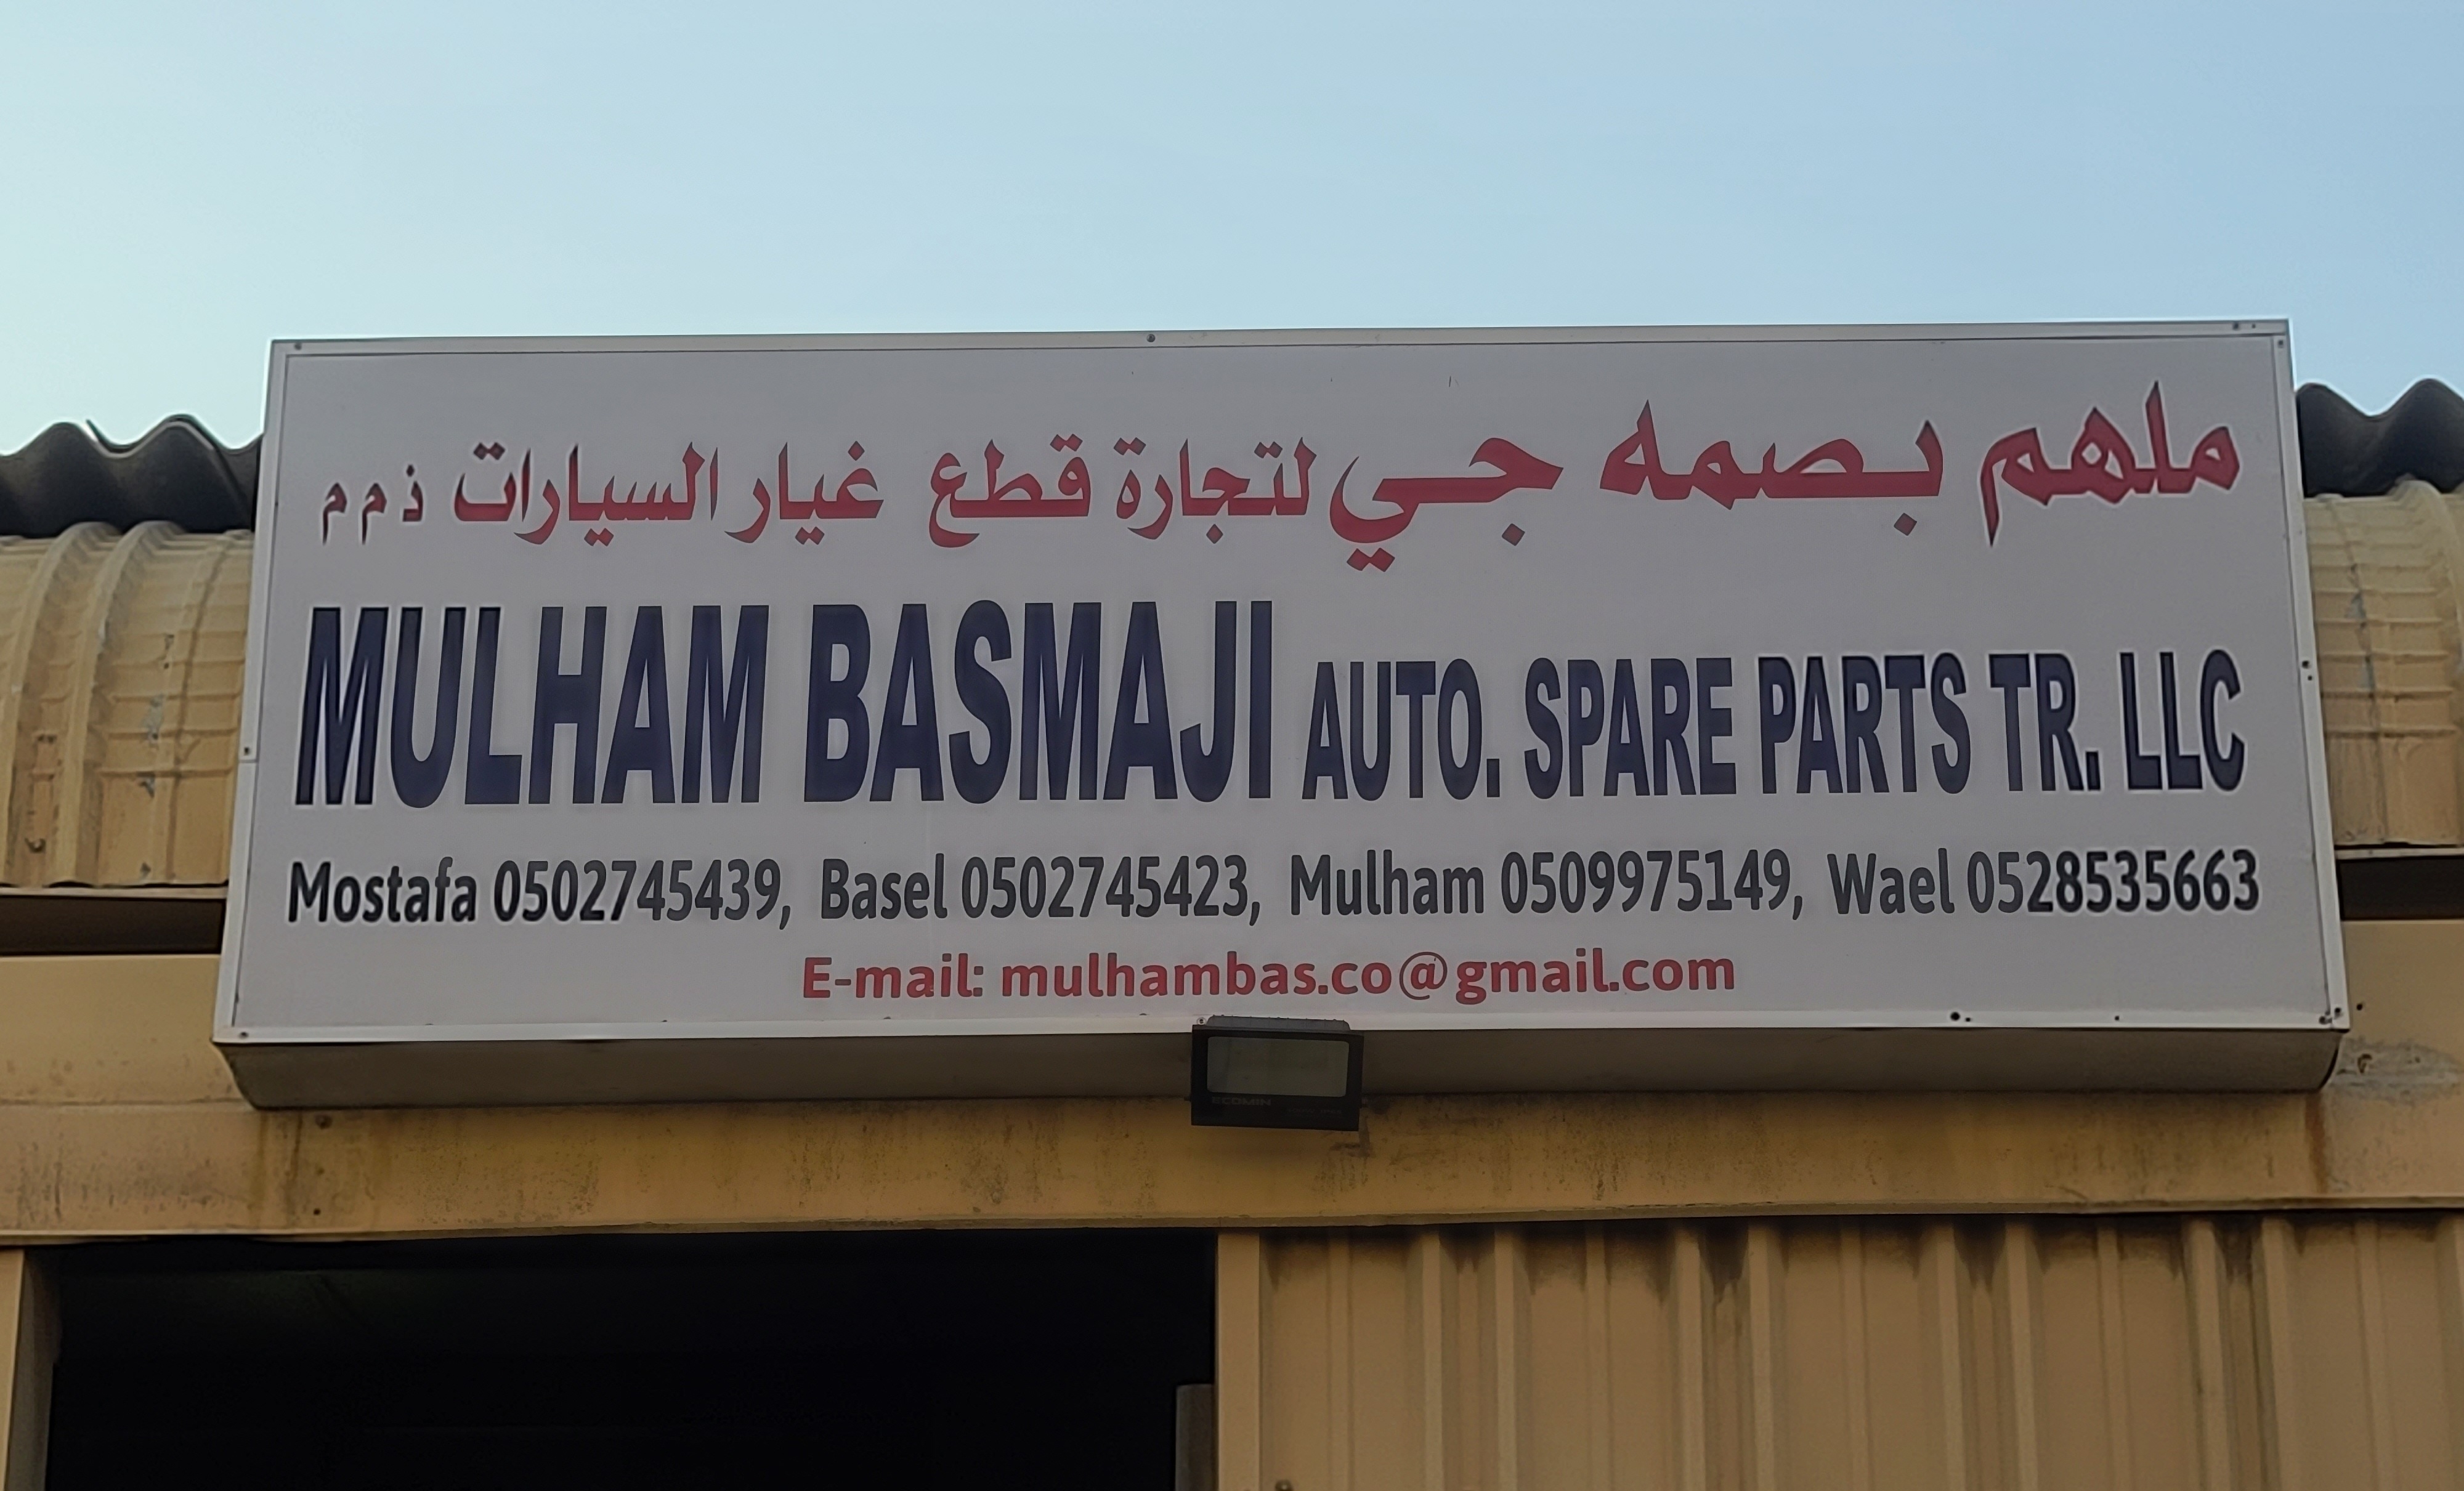 ملهم بصمه جي لتجارة قطع غيار السيارات ذ م م
MULHAM BASMAJI AUTO. SPARE PARTS TR. LLC
Mostafa 0502745439, Basel 0502745423, Mulham 0509975149, Wael 0528535663
E-mail: mulhambas.co@gmail.com
ECOMIN